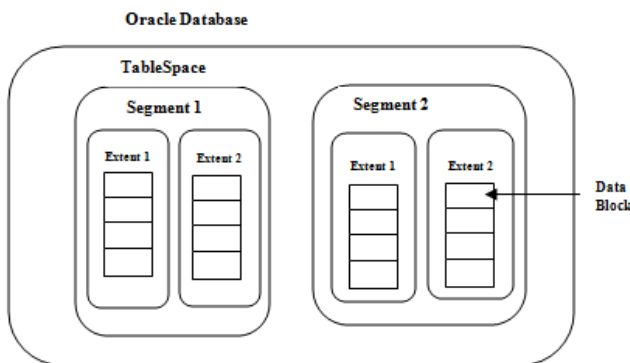 Oracle Database
TableSpace
Segment 1
Segment 2
Extent 1
Extent 2
Extent 1
Extent 2
Data
Block